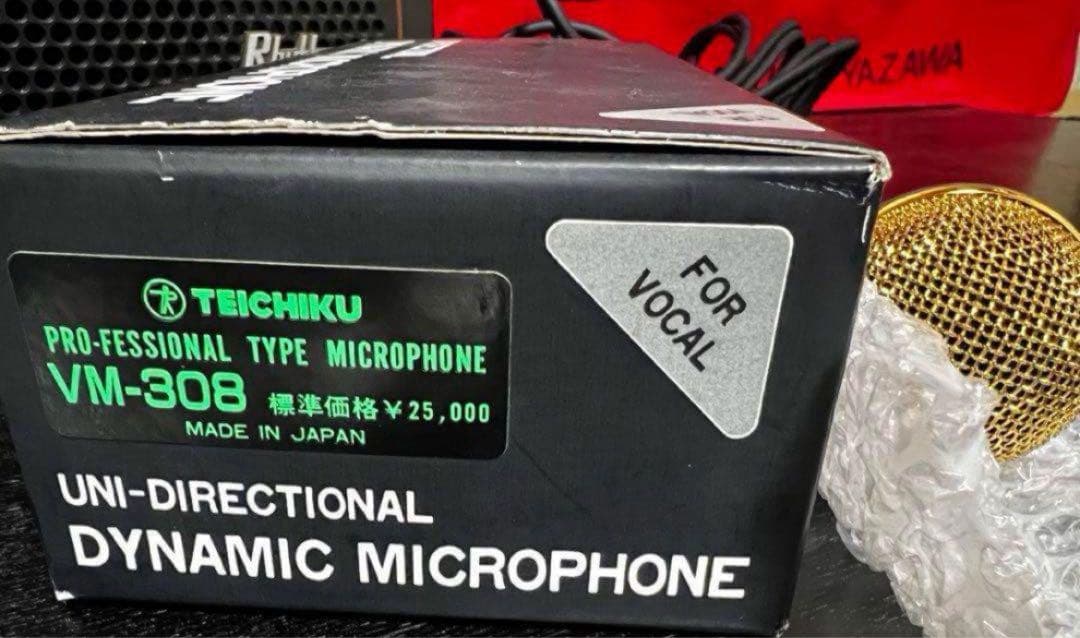 YAZAWA
TEICHIKU
PRO-FESSIONAL TYPE MICROPHONE
VM-308 標準価格¥25,000
MADE IN JAPAN
FOR
VOCAL
UNI-DIRECTIONAL
DYNAMIC MICROPHONE